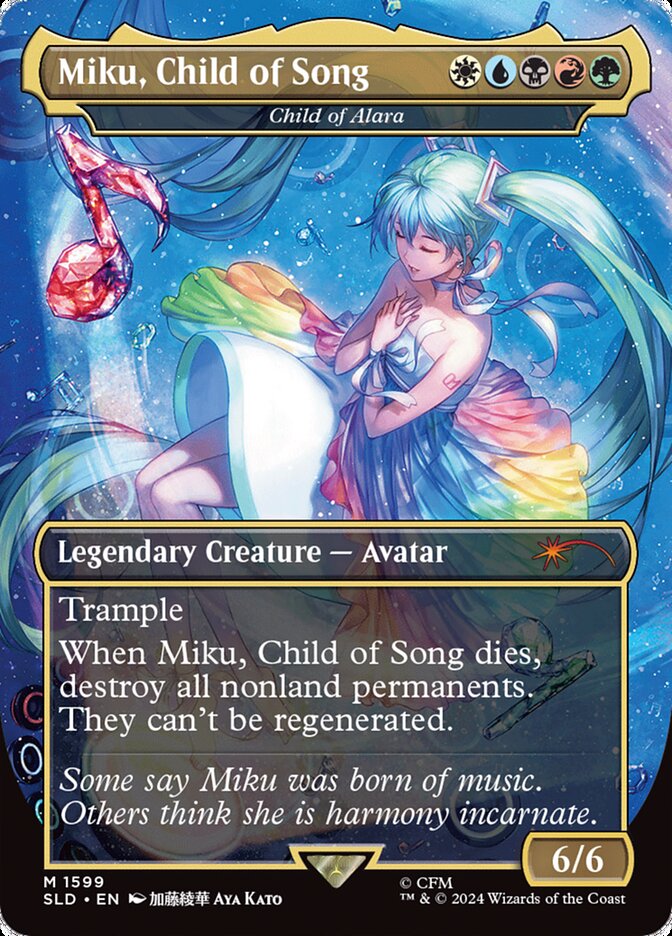 Miku, Child of Song
Child of Alara
Legendary Creature — Avatar
Trample
When Miku, Child of Song dies,
destroy all nonland permanents.
They can't be regenerated.
Some say Miku was born of music.
Others think she is harmony incarnate.
6/6
M 1599
SLD • EN 加藤綾華 AYA KATO
© CFM
™ & © 2024 Wizards of the Coast